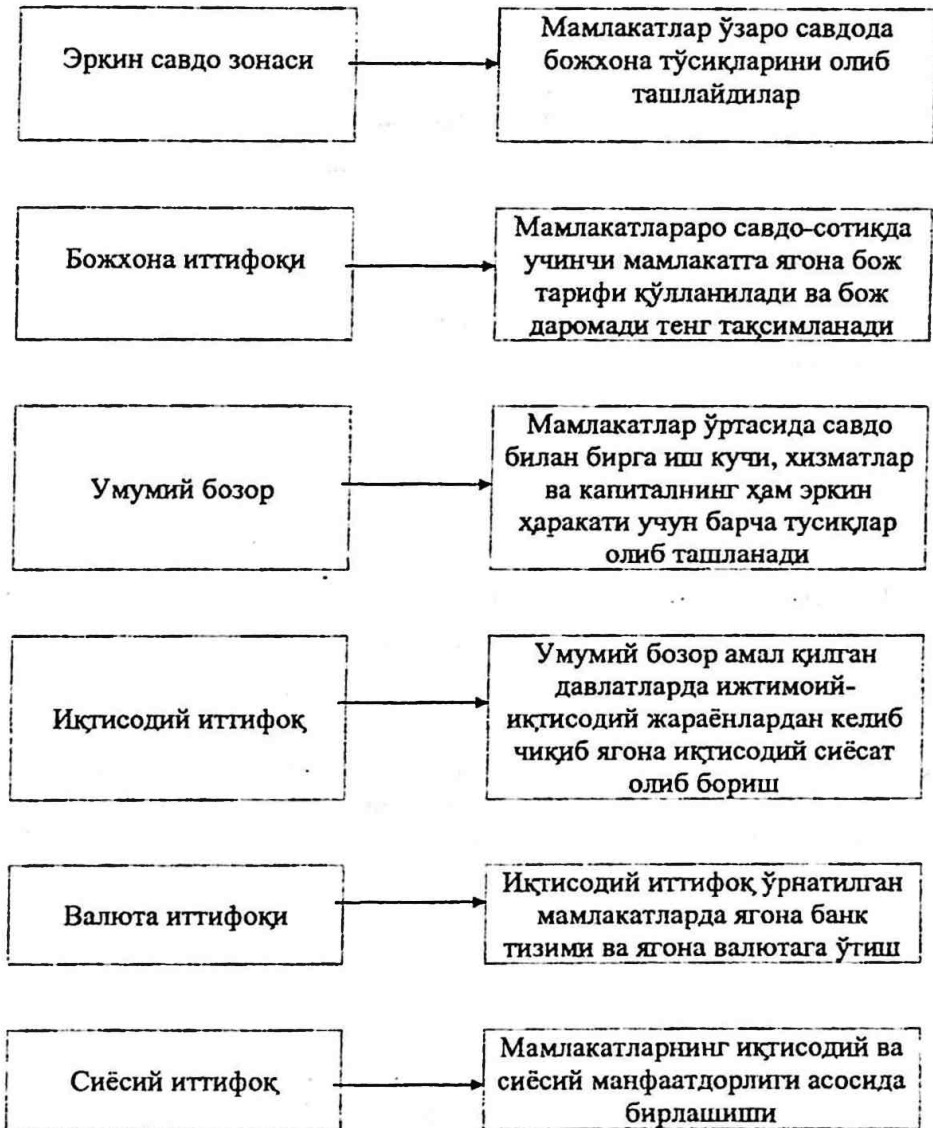 Эркин савдо зонаси
Мамлакатлар ўзаро савдода
божхона тўсиқларини олиб
ташлайдилар
Божхона иттифоқи
Мамлакатлараро савдо-сотиқда
учинчи мамлакатга ягона бож
тарифи қўлланилади ва бож
даромади тенг тақсимланади
Умумий бозор
Мамлакатлар ўртасида савдо
билан бирга иш кучи, хизматлар
ва капиталнинг ҳам эркин
ҳаракати учун барча тусиқлар
олиб ташланади
Иқтисодий иттифоқ
Умумий бозор амал қилган
давлатларда ижтимоий-
иқтисодий жараёнлардан келиб
чиқиб ягона иқтисодий сиёсат
олиб бориш
Валюта иттифоқи
Иқтисодий иттифоқ ўрнатилган
мамлакатларда ягона банк
тизими ва ягона валютага ўтиш
Сиёсий иттифоқ
Мамлакатларнинг иқтисодий ва
сиёсий манфаатдорлиги асосида
бирлашиши